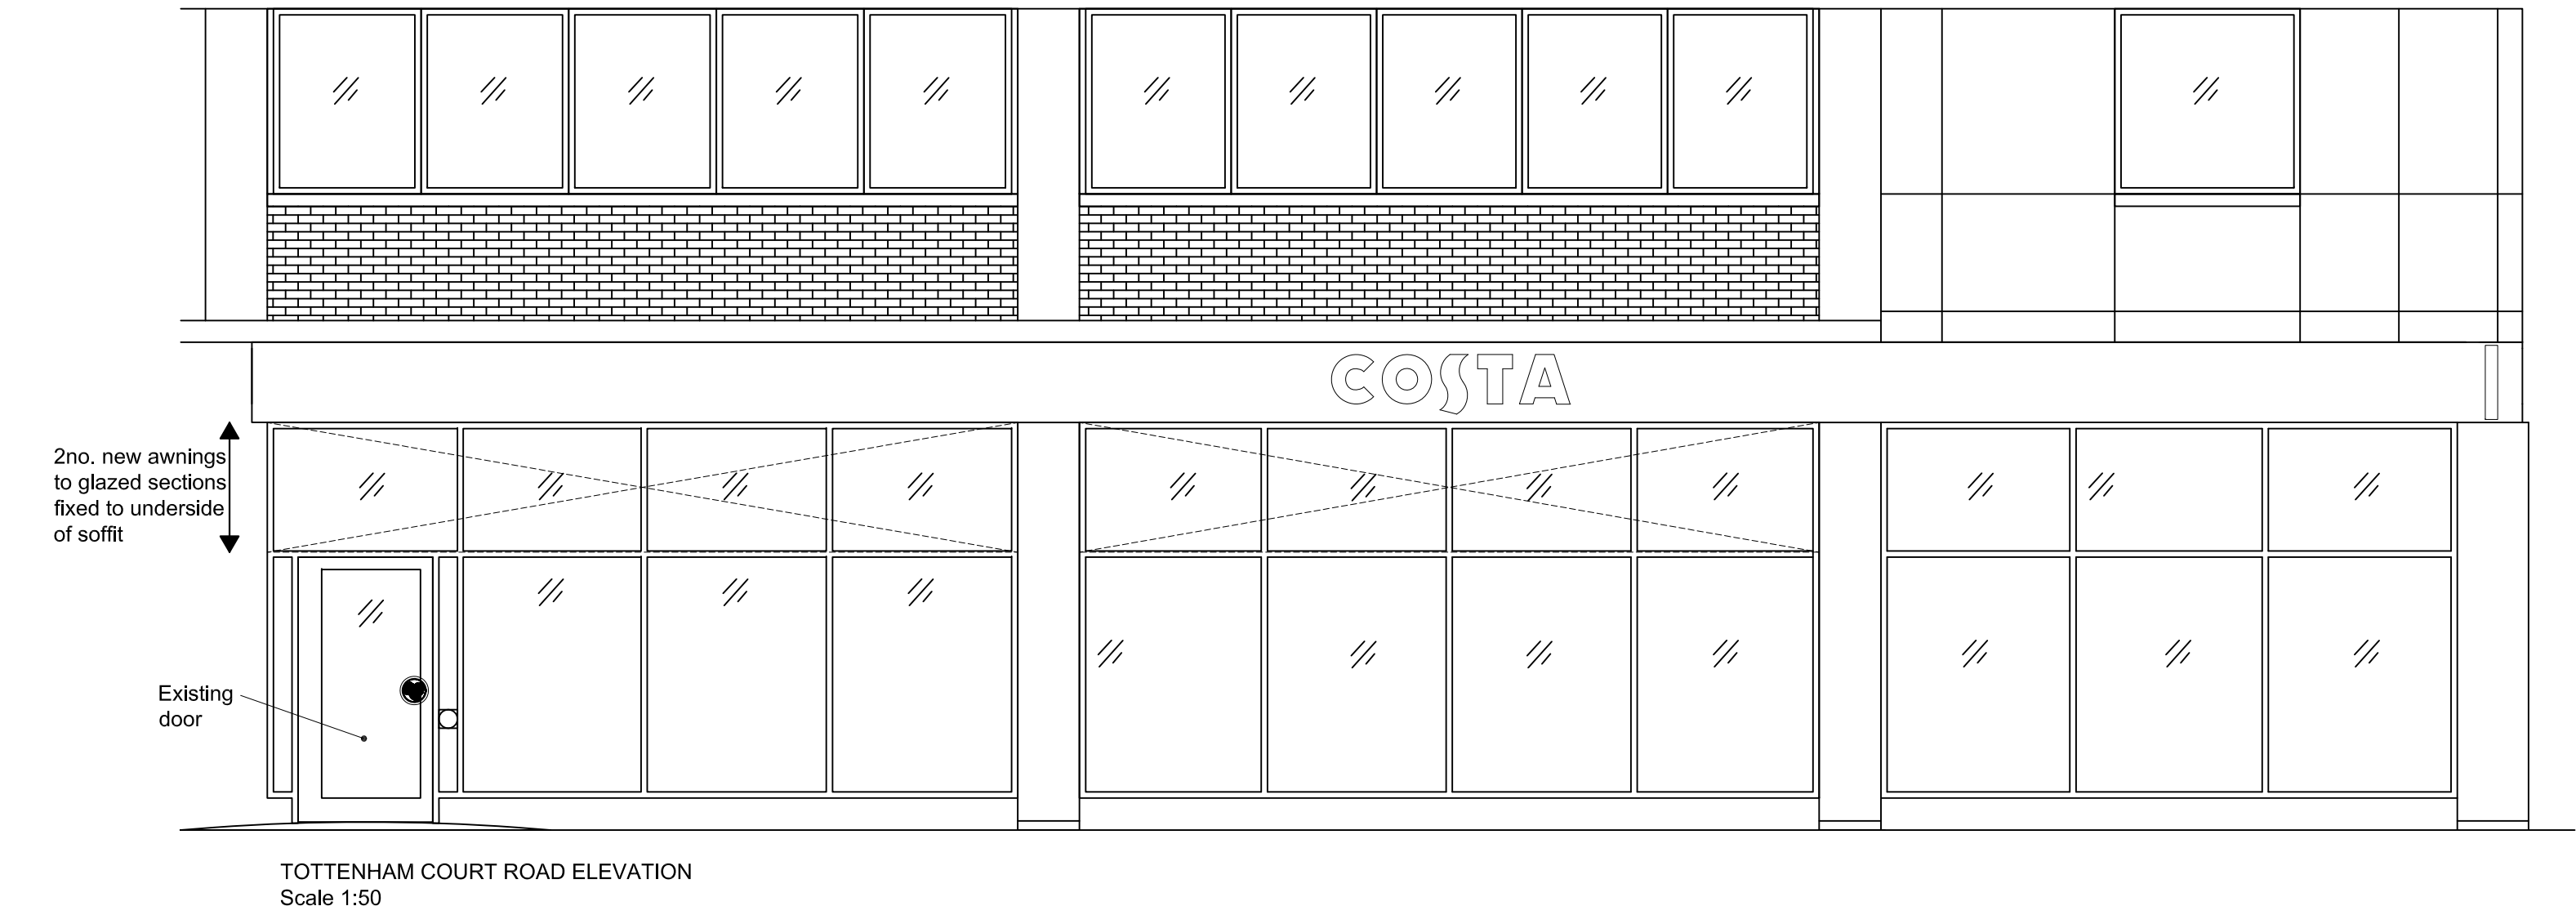 COSTA
2no. new awnings
to glazed sections
fixed to underside
of soffit
Existing
door
TOTTENHAM COURT ROAD ELEVATION
Scale 1:50